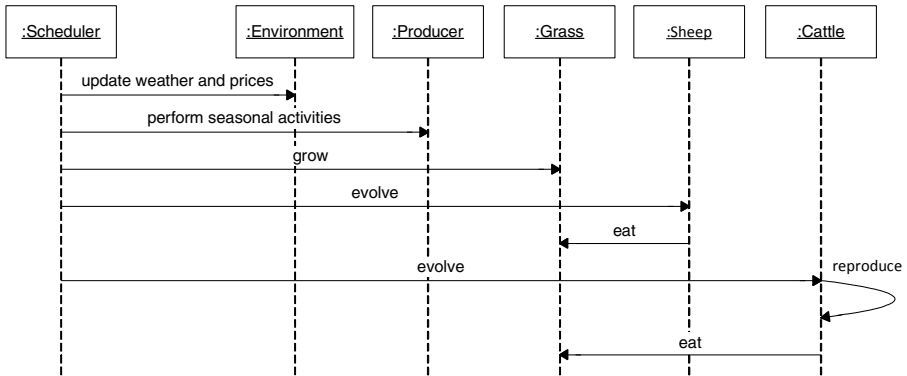 :Scheduler
:Environment
:Producer
:Grass
:Sheep
:Cattle
update weather and prices
perform seasonal activities
grow
evolve
eat
evolve
reproduce
eat